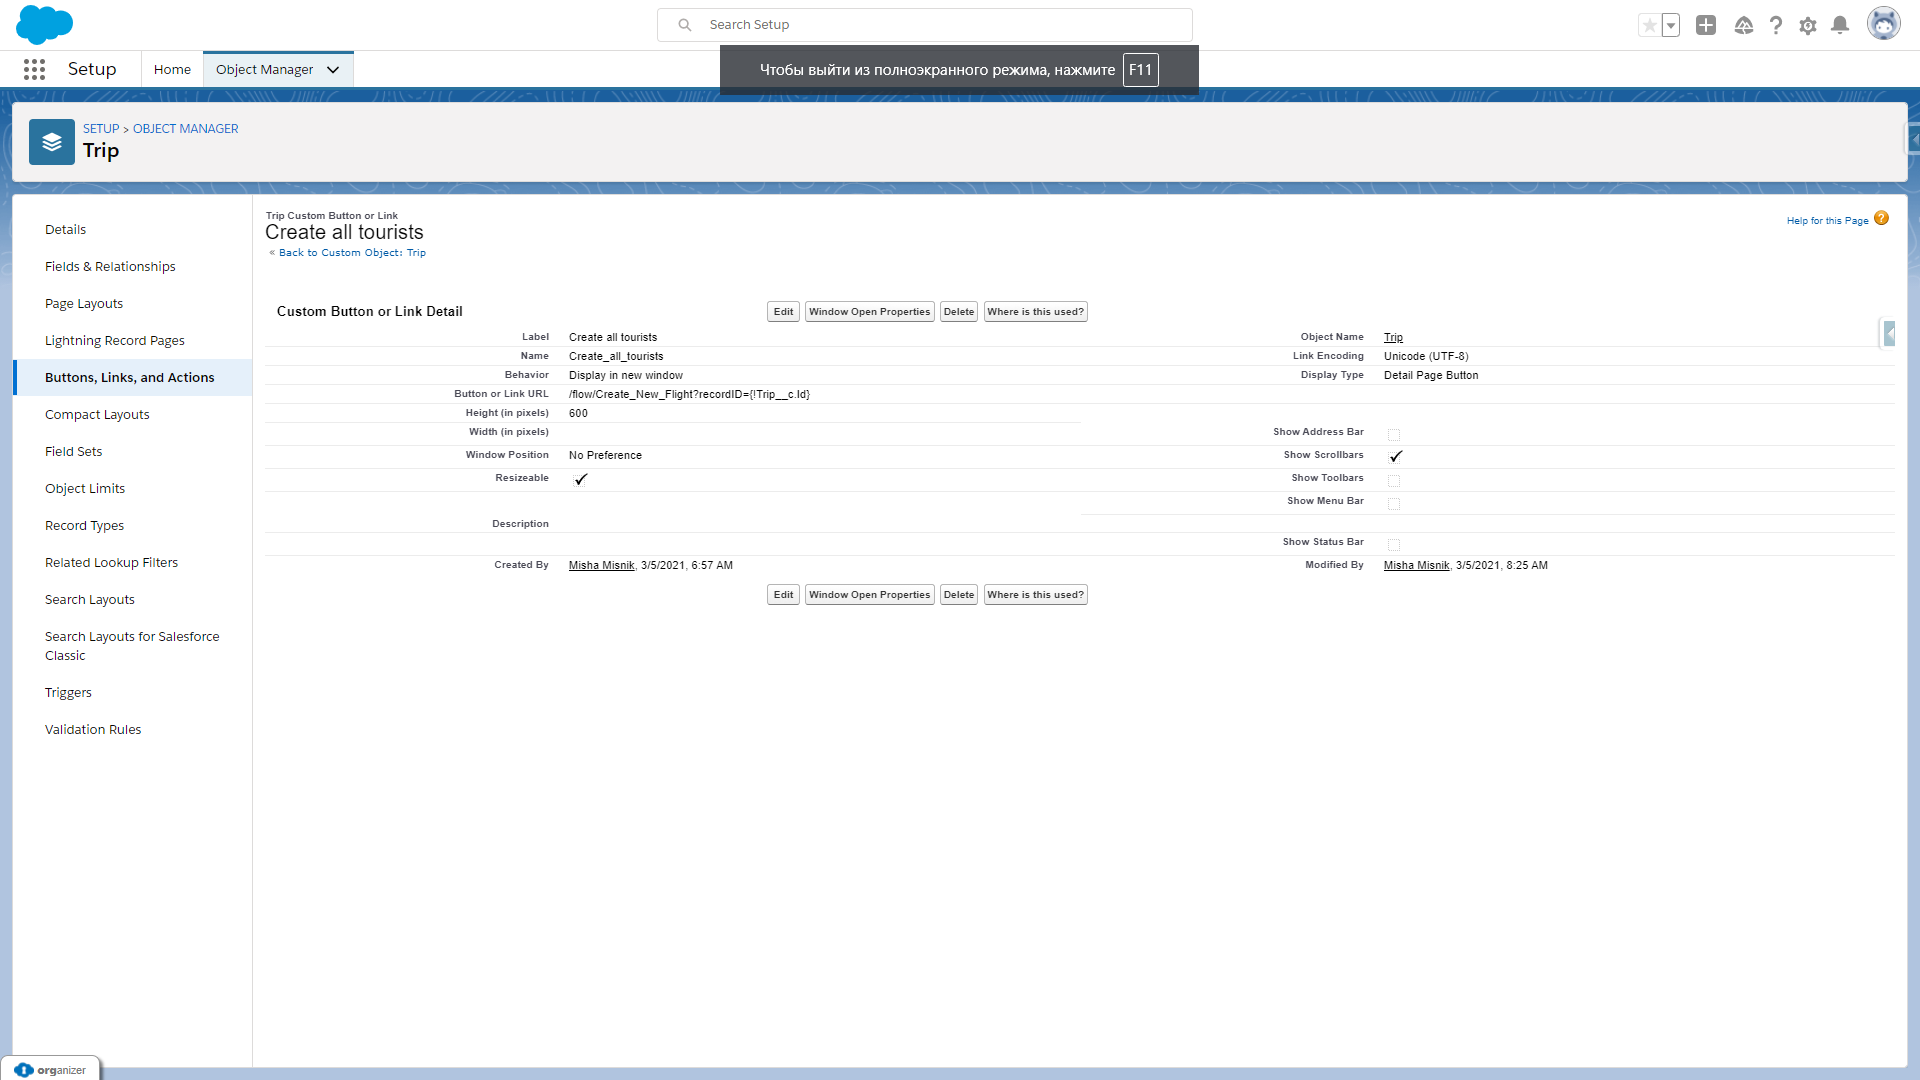 Search Setup
Setup
Home
Object Manager
Чтобы выйти из полноэкранного режима, нажмите F11
SETUP > OBJECT MANAGER
Trip
Details
Fields & Relationships
Page Layouts
Lightning Record Pages
Buttons, Links, and Actions
Compact Layouts
Field Sets
Object Limits
Record Types
Related Lookup Filters
Search Layouts
Search Layouts for Salesforce
Classic
Triggers
Validation Rules
Trip Custom Button or Link
Create all tourists
« Back to Custom Object: Trip
Help for this Page ?
Custom Button or Link Detail
Edit Window Open Properties Delete Where is this used?
Label Create all tourists Object Name Trip
Name Create_all_tourists Link Encoding Unicode (UTF-8)
Behavior Display in new window Display Type Detail Page Button
Button or Link URL /flow/Create_New_Flight?recordID={!Trip__c.Id}
Height (in pixels) 600
Width (in pixels) Show Address Bar
Window Position No Preference Show Scrollbars
Resizeable Show Toolbars
Show Menu Bar
Description
Show Status Bar
Created By Misha Misnik, 3/5/2021, 6:57 AM Modified By Misha Misnik, 3/5/2021, 8:25 AM
Edit Window Open Properties Delete Where is this used?
organizer